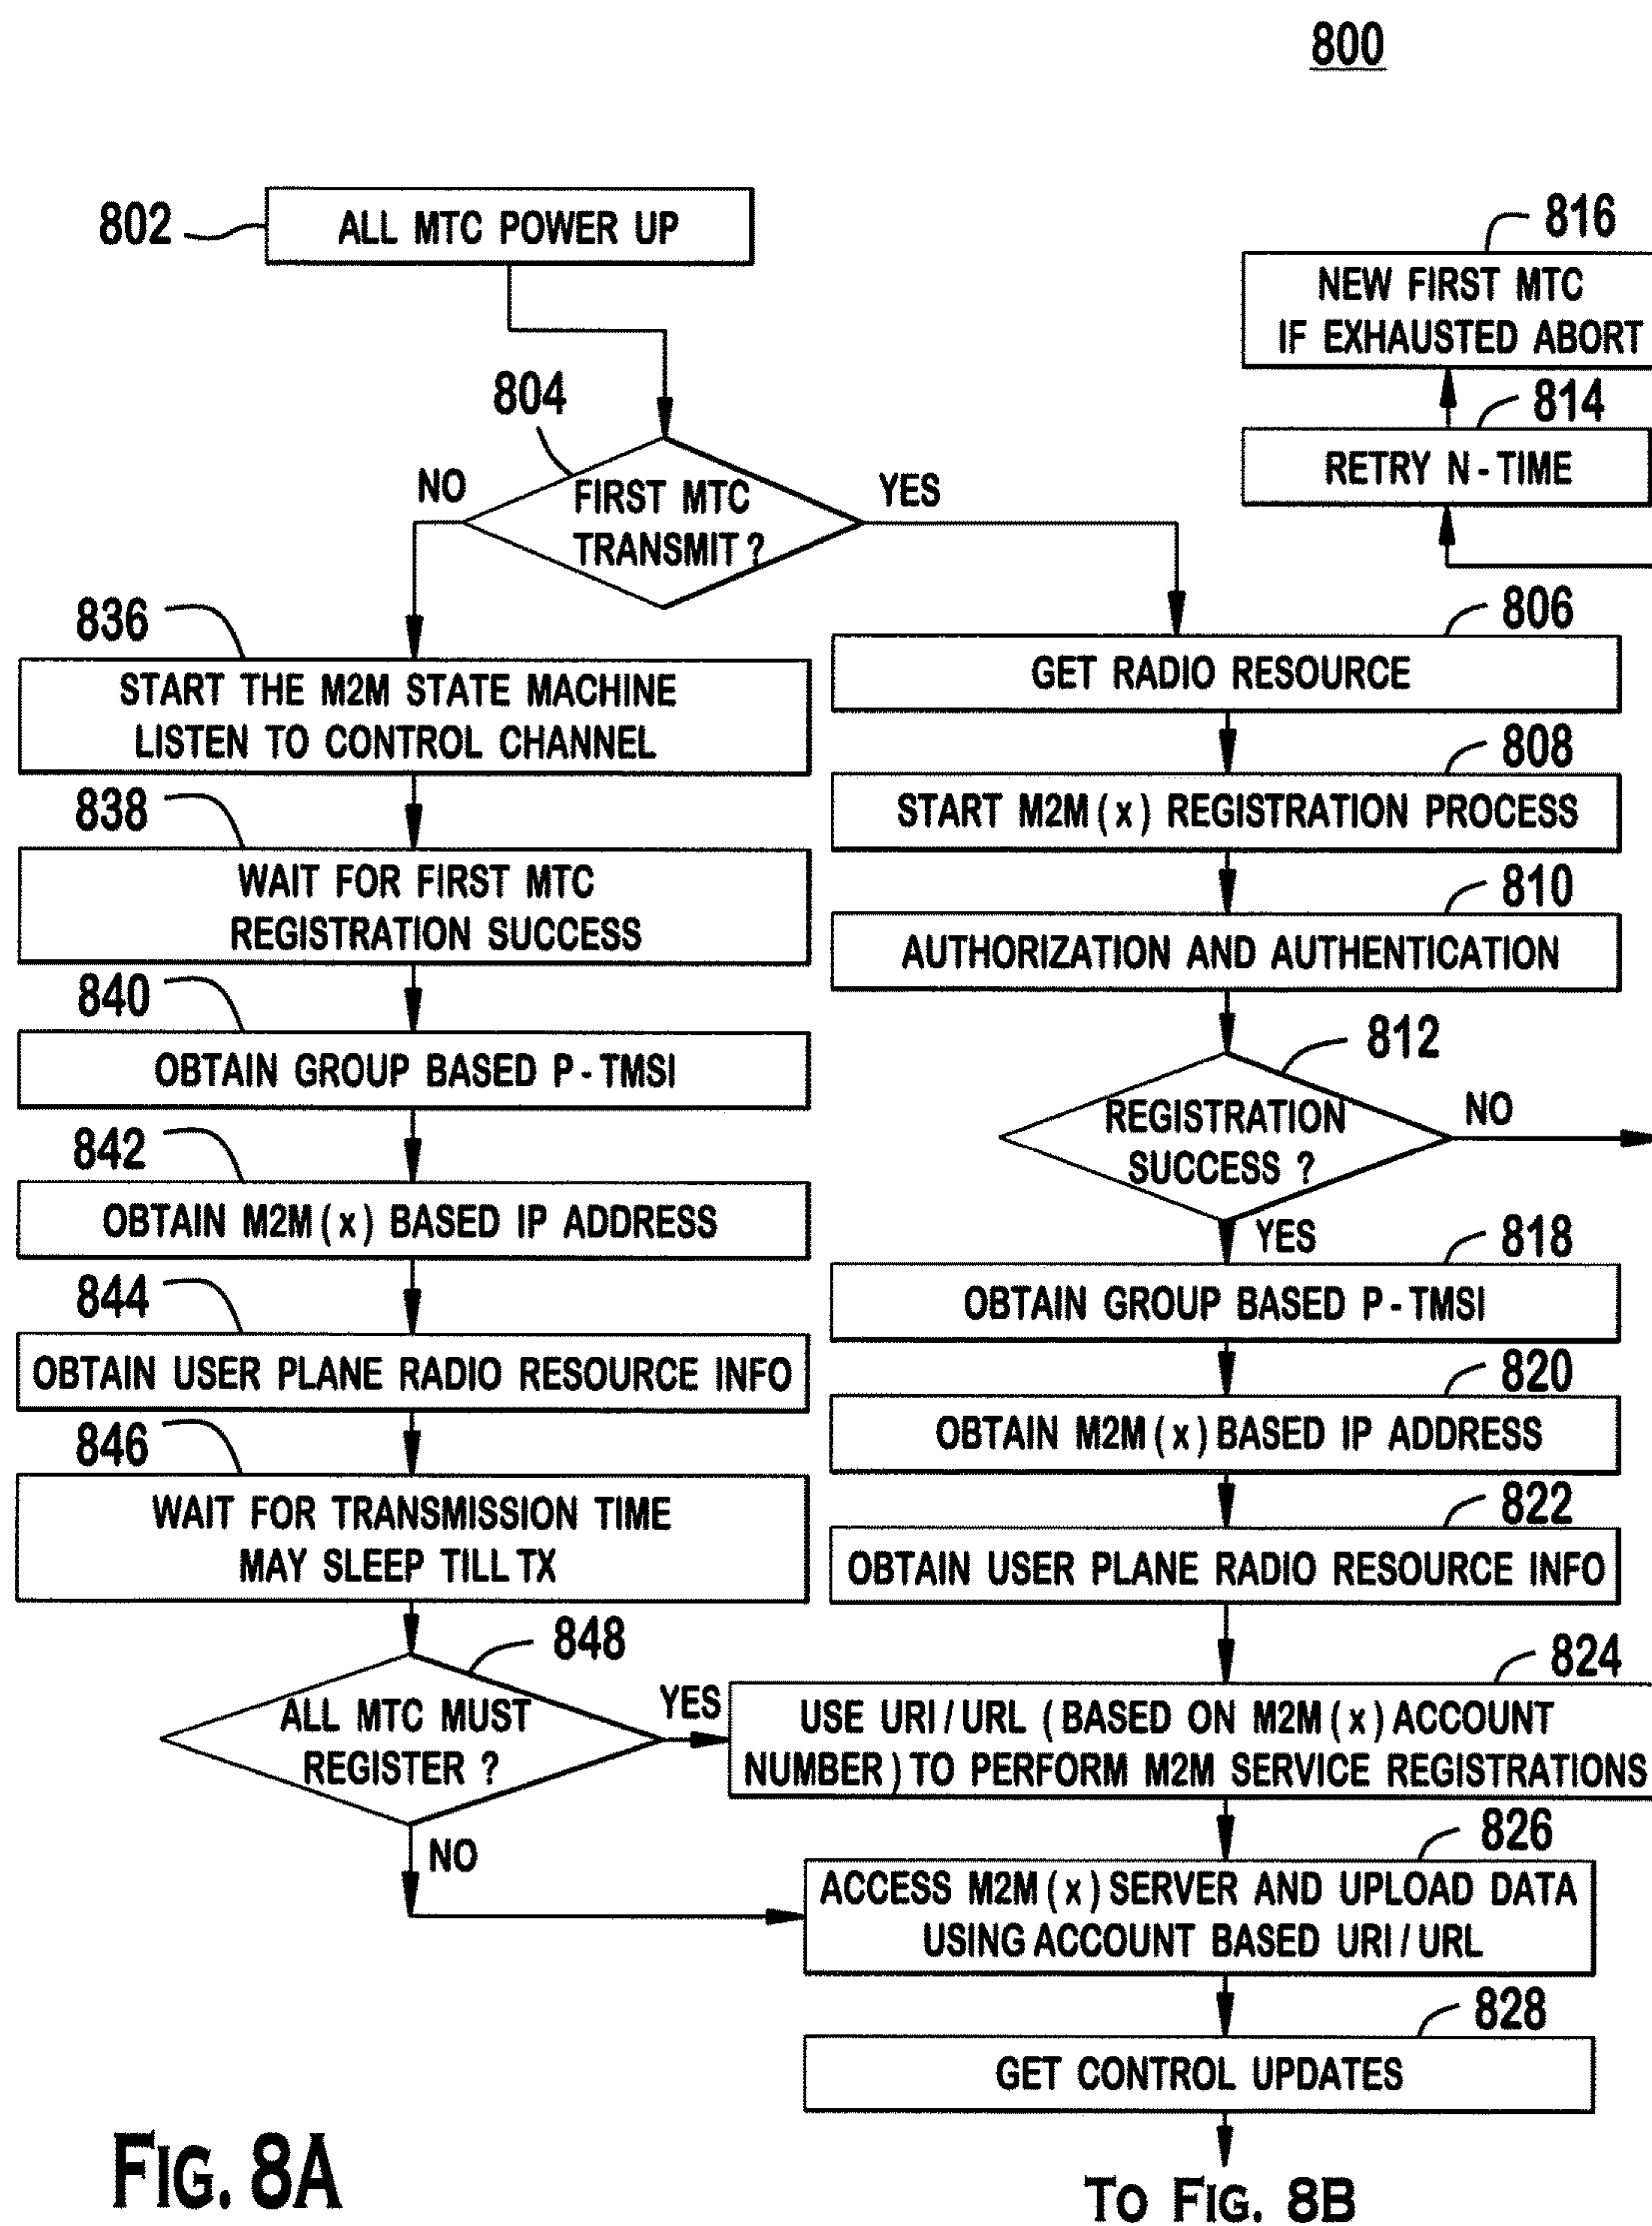 800
802
ALL MTC POWER UP
816
NEW FIRST MTC
IF EXHAUSTED ABORT
804
814
RETRY N - TIME
NO
FIRST MTC
TRANSMIT ?
YES
836
START THE M2M STATE MACHINE
LISTEN TO CONTROL CHANNEL
806
GET RADIO RESOURCE
838
WAIT FOR FIRST MTC
REGISTRATION SUCCESS
808
START M2M ( x ) REGISTRATION PROCESS
810
AUTHORIZATION AND AUTHENTICATION
840
OBTAIN GROUP BASED P - TMSI
812
REGISTRATION
SUCCESS ?
NO
YES
842
OBTAIN M2M ( x ) BASED IP ADDRESS
818
OBTAIN GROUP BASED P - TMSI
844
OBTAIN USER PLANE RADIO RESOURCE INFO
820
OBTAIN M2M ( x ) BASED IP ADDRESS
846
WAIT FOR TRANSMISSION TIME
MAY SLEEP TILL TX
822
OBTAIN USER PLANE RADIO RESOURCE INFO
848
ALL MTC MUST
REGISTER ?
YES
NO
824
USE URI / URL ( BASED ON M2M ( x ) ACCOUNT
NUMBER ) TO PERFORM M2M SERVICE REGISTRATIONS
826
ACCESS M2M ( x ) SERVER AND UPLOAD DATA
USING ACCOUNT BASED URI / URL
828
GET CONTROL UPDATES
FIG. 8A
TO FIG. 8B